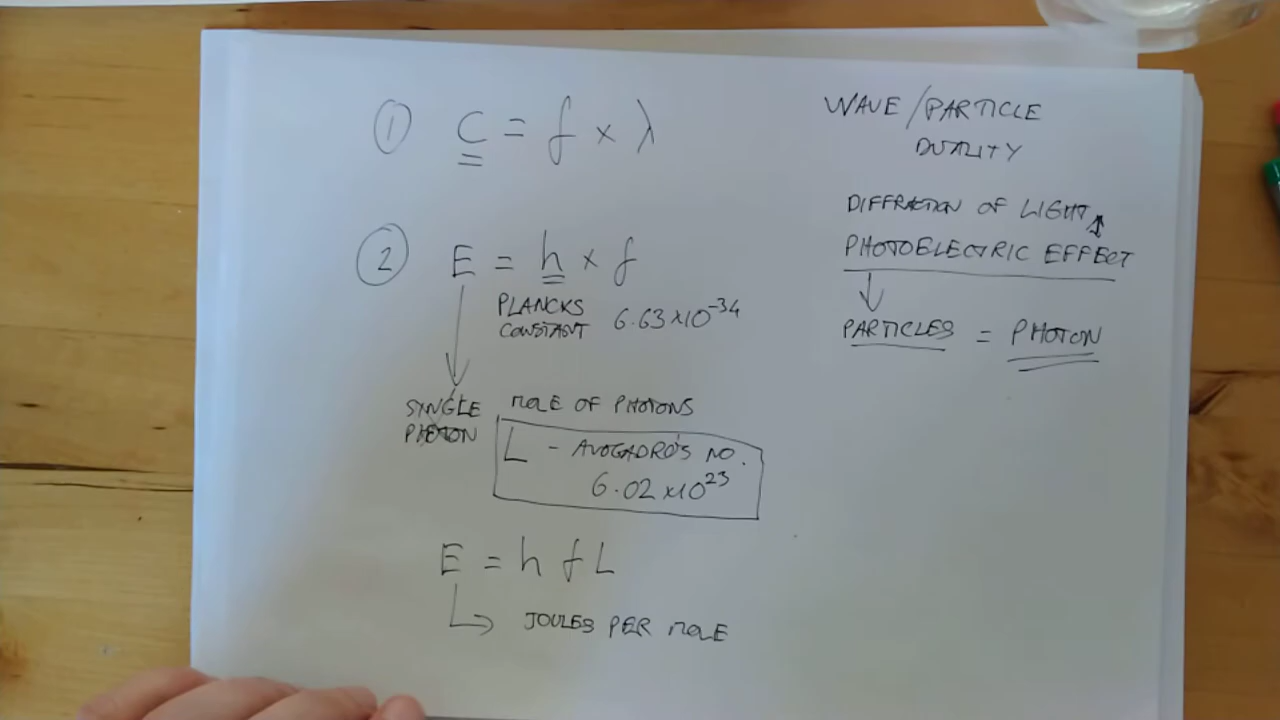 ① c = f × λ
② E = h × f
PLANCKS
CONSTANT 6.63×10⁻³⁴
SINGLE
PHOTON
MOLE OF PHOTONS
L - AVOGADRO'S NO.
6.02×10²³
E = h f L
JOULES PER MOLE
WAVE/PARTICLE
DUALITY
DIFFRACTION OF LIGHT
PHOTOELECTRIC EFFECT
PARTICLES = PHOTON